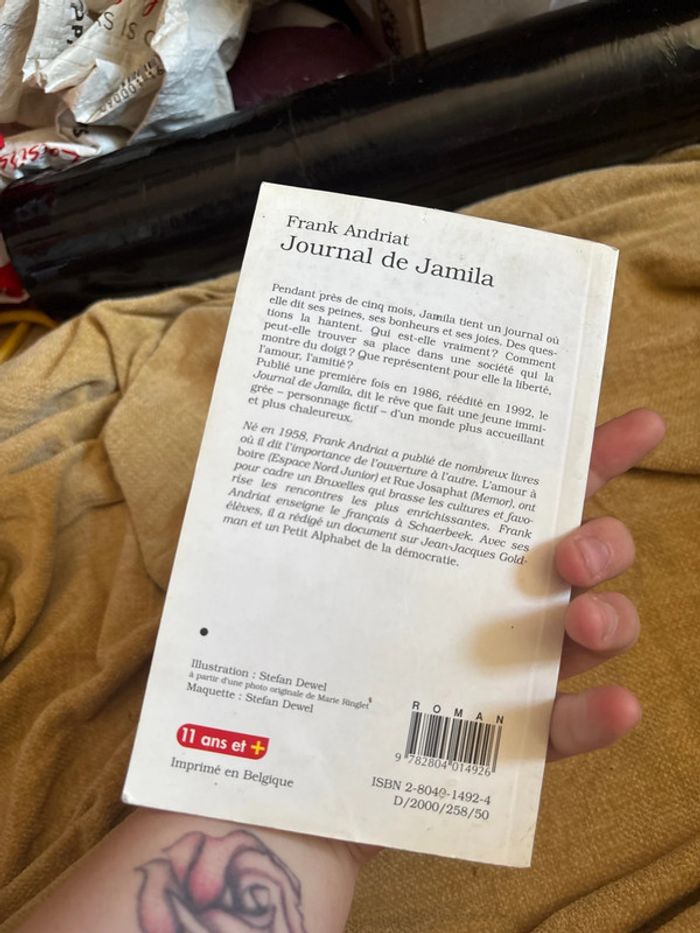 Frank Andriat
Journal de Jamila
Pendant près de cinq mois, Jamila tient un journal où
elle dit ses peines, ses bonheurs et ses joies. Des ques-
tions la hantent. Qui est-elle vraiment ? Comment
peut-elle trouver sa place dans une société qui la
montre du doigt ? Que représentent pour elle la liberté,
l'amour, l'amitié ?
Publié une première fois en 1986, réédité en 1992, le
Journal de Jamila, dit le rêve que fait une jeune immi-
grée – personnage fictif – d'un monde plus accueillant
et plus chaleureux.
Né en 1958, Frank Andriat a publié de nombreux livres
où il dit l'importance de l'ouverture à l'autre. L'amour à
boire (Espace Nord Junior) et Rue Josaphat (Memor), ont
pour cadre un Bruxelles qui brasse les cultures et favo-
rise les rencontres les plus enrichissantes. Frank
Andriat enseigne le français à Schaerbeek. Avec ses
élèves, il a rédigé un document sur Jean-Jacques Gold-
man et un Petit Alphabet de la démocratie.
Illustration : Stefan Dewel
à partir d'une photo originale de Marie Ringlet
Maquette : Stefan Dewel
11 ans et +
Imprimé en Belgique
ROMAN
9 782804 014926
ISBN 2-8040-1492-4
D/2000/258/50